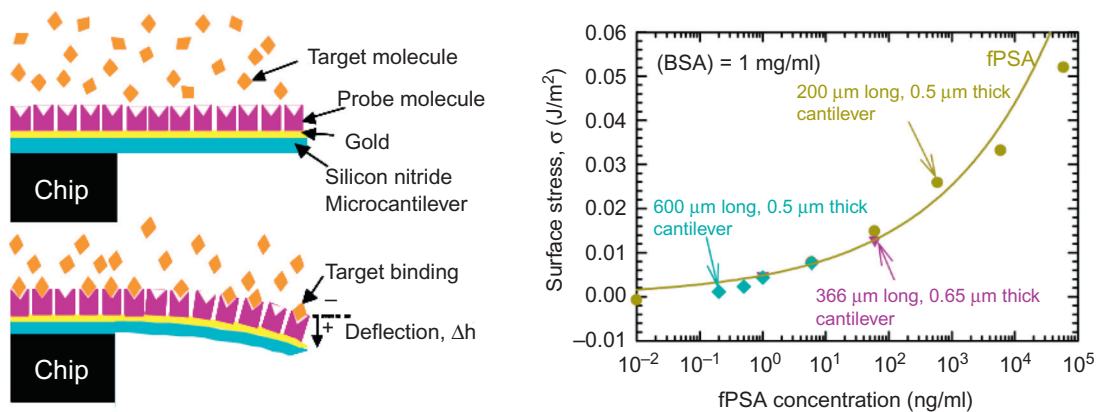 Target molecule
Probe molecule
Gold
Silicon nitride
Microcantilever
Chip
Target binding
−
+
Deflection, Δh
Chip
Surface stress, σ (J/m²)
0.06
0.05
0.04
0.03
0.02
0.01
0.00
−0.01
(BSA) = 1 mg/ml)
fPSA
200 μm long, 0.5 μm thick
cantilever
600 μm long, 0.5 μm thick
cantilever
366 μm long, 0.65 μm thick
cantilever
10⁻² 10⁻¹ 10⁰ 10¹ 10² 10³ 10⁴ 10⁵
fPSA concentration (ng/ml)